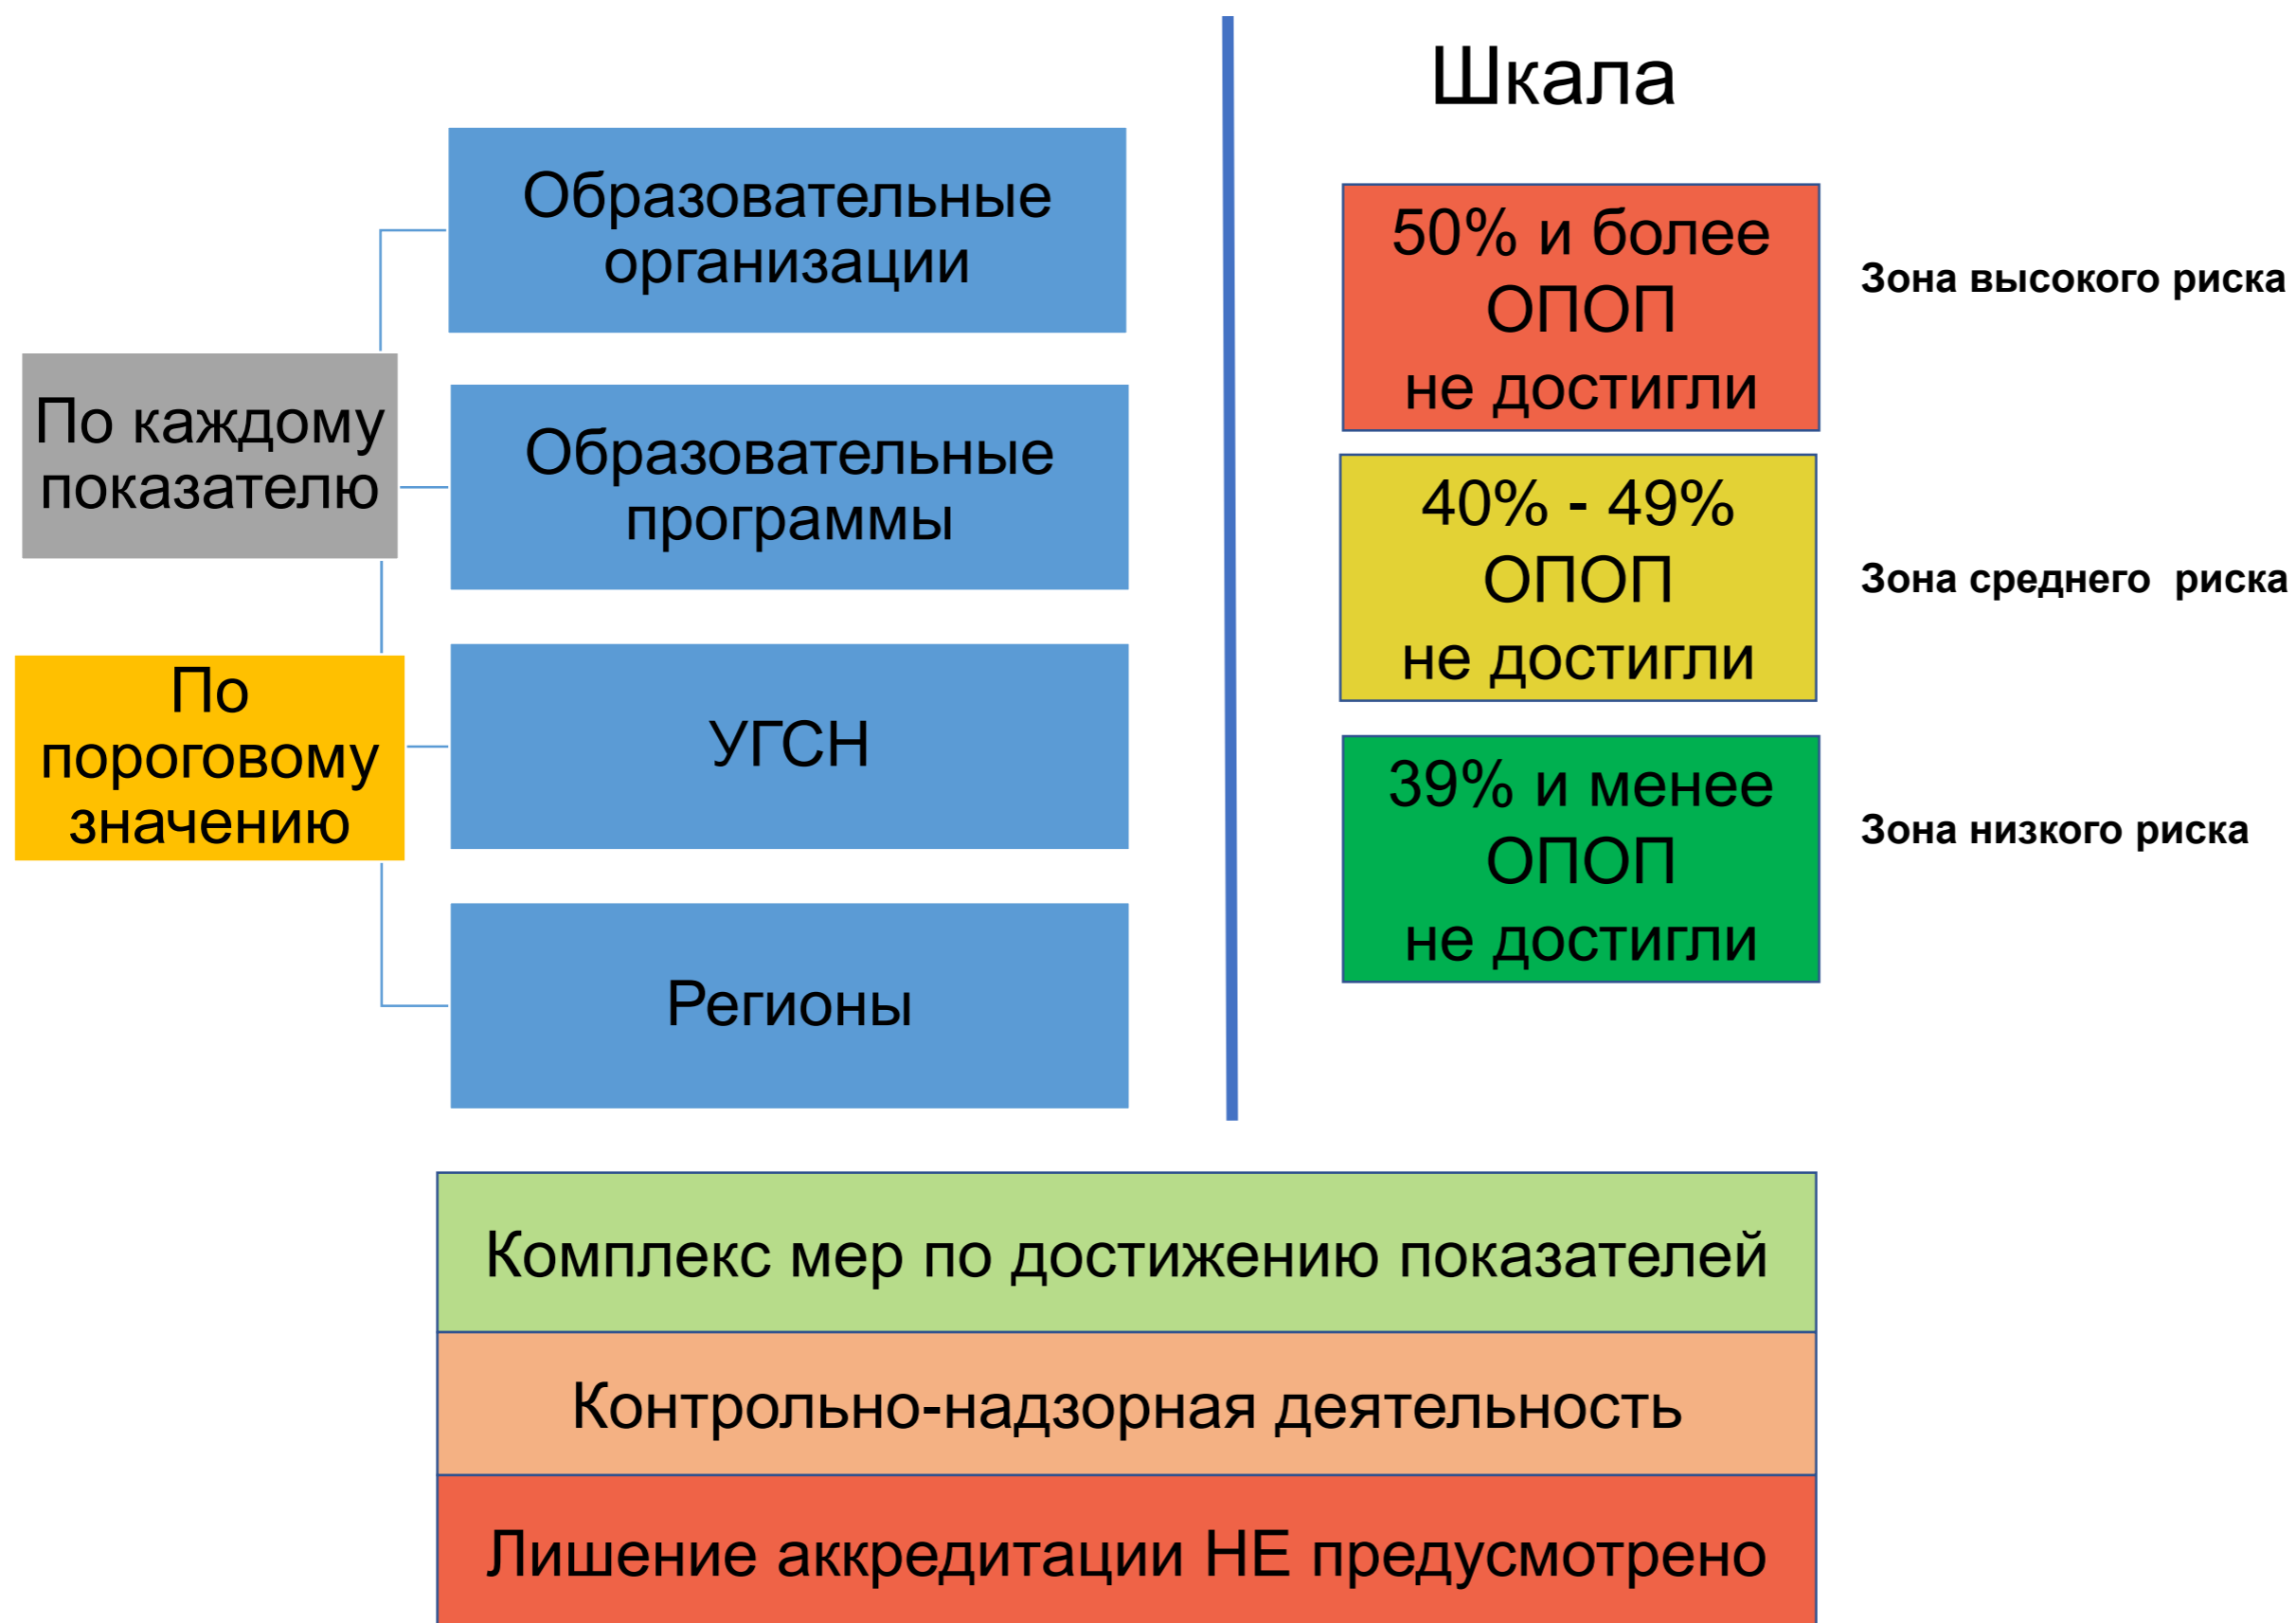 По каждому
показателю
По
пороговому
значению
Образовательные
организации
Образовательные
программы
УГСН
Регионы
Шкала
50% и более
ОПОП
не достигли
Зона высокого риска
40% - 49%
ОПОП
не достигли
Зона среднего  риска
39% и менее
ОПОП
не достигли
Зона низкого риска
Комплекс мер по достижению показателей
Контрольно-надзорная деятельность
Лишение аккредитации НЕ предусмотрено